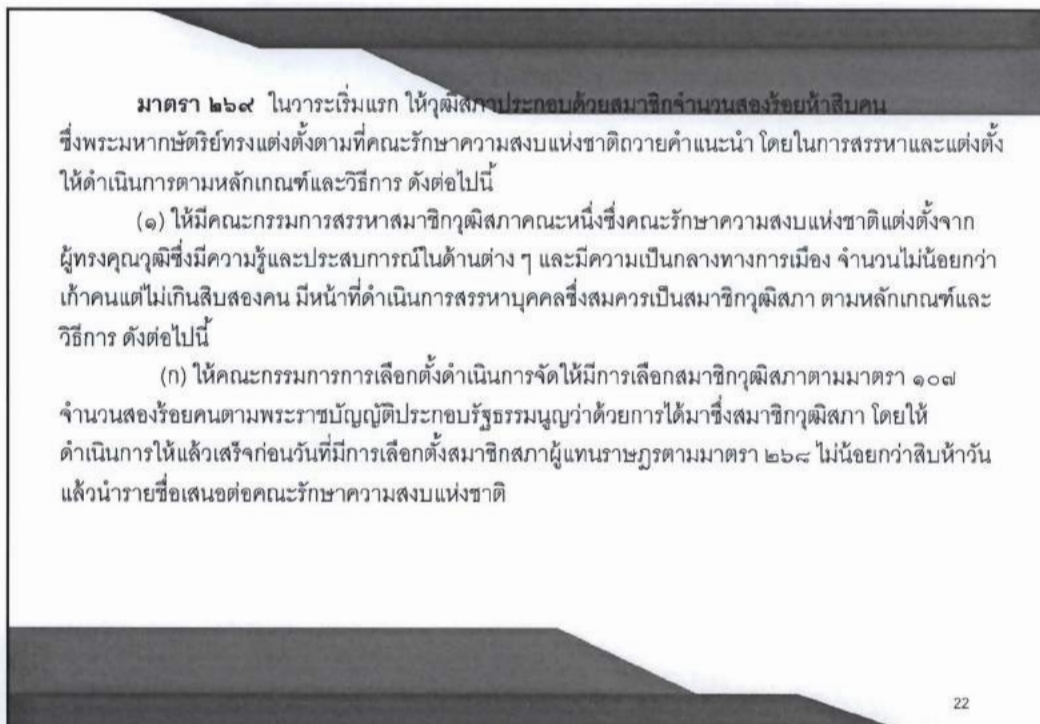 มาตรา ๒๖๙ ในวาระเริ่มแรก ให้วุฒิสภาประกอบด้วยสมาชิกจำนวนสองร้อยห้าสิบคน
ซึ่งพระมหากษัตริย์ทรงแต่งตั้งตามที่คณะรักษาความสงบแห่งชาติถวายคำแนะนำ โดยในการสรรหาและแต่งตั้ง
ให้ดำเนินการตามหลักเกณฑ์และวิธีการ ดังต่อไปนี้
(๑) ให้มีคณะกรรมการสรรหาสมาชิกวุฒิสภาคณะหนึ่งซึ่งคณะรักษาความสงบแห่งชาติแต่งตั้งจาก
ผู้ทรงคุณวุฒิซึ่งมีความรู้และประสบการณ์ในด้านต่าง ๆ และมีความเป็นกลางทางการเมือง จำนวนไม่น้อยกว่า
เก้าคนแต่ไม่เกินสิบสองคน มีหน้าที่ดำเนินการสรรหาบุคคลซึ่งสมควรเป็นสมาชิกวุฒิสภา ตามหลักเกณฑ์และ
วิธีการ ดังต่อไปนี้
(ก) ให้คณะกรรมการการเลือกตั้งดำเนินการจัดให้มีการเลือกสมาชิกวุฒิสภาตามมาตรา ๑๐๗
จำนวนสองร้อยคนตามพระราชบัญญัติประกอบรัฐธรรมนูญว่าด้วยการได้มาซึ่งสมาชิกวุฒิสภา โดยให้
ดำเนินการให้แล้วเสร็จก่อนวันที่มีการเลือกตั้งสมาชิกสภาผู้แทนราษฎรตามมาตรา ๒๖๘ ไม่น้อยกว่าสิบห้าวัน
แล้วนำรายชื่อเสนอต่อคณะรักษาความสงบแห่งชาติ
22